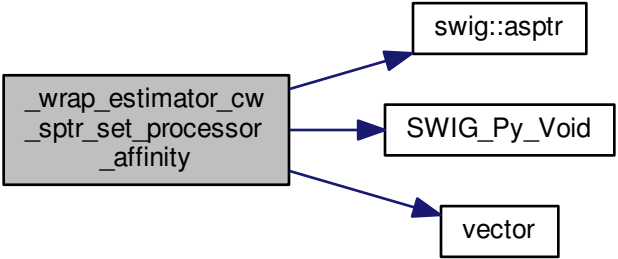 _wrap_estimator_cw
_sptr_set_processor
_affinity
swig::asptr
SWIG_Py_Void
vector